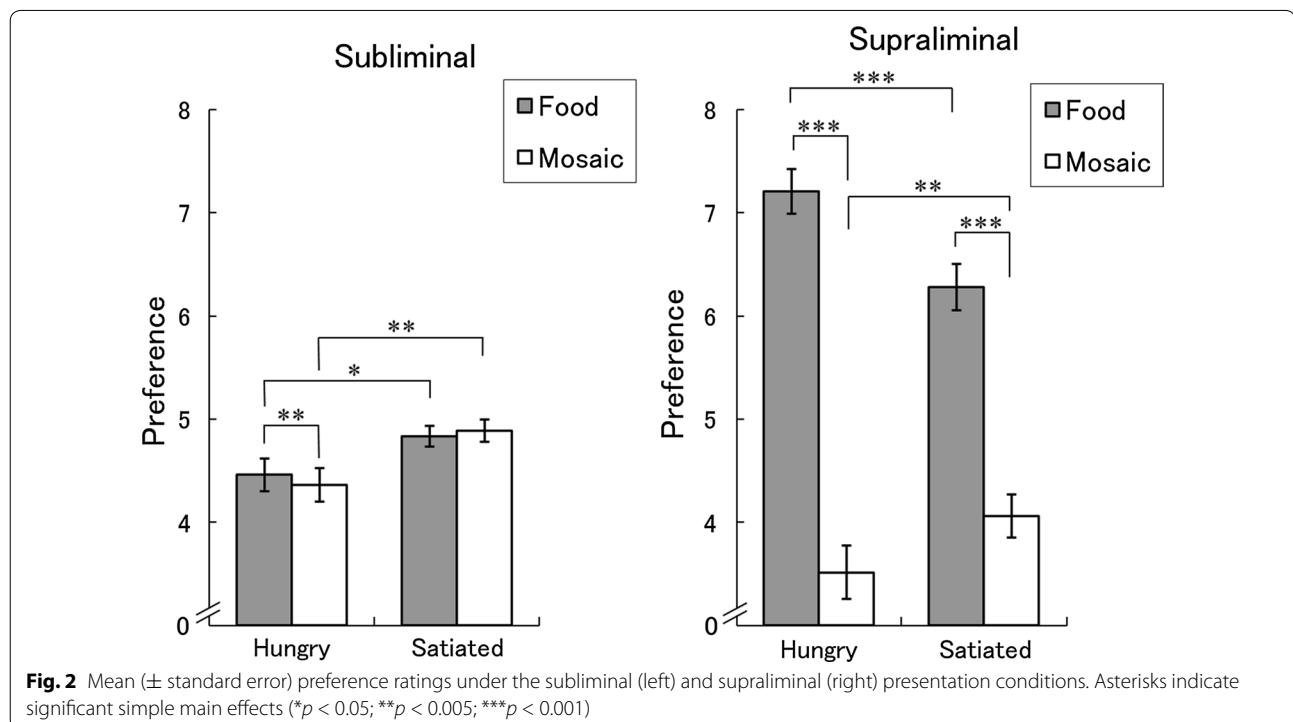 Subliminal
Food
Mosaic
8
7
6
5
4
0
Preference
**
*
**
Hungry
Satiated
Supraliminal
Food
Mosaic
8
7
6
5
4
0
Preference
***
***
**
***
Hungry
Satiated
Fig. 2 Mean (± standard error) preference ratings under the subliminal (left) and supraliminal (right) presentation conditions. Asterisks indicate
significant simple main effects (*p < 0.05; **p < 0.005; ***p < 0.001)